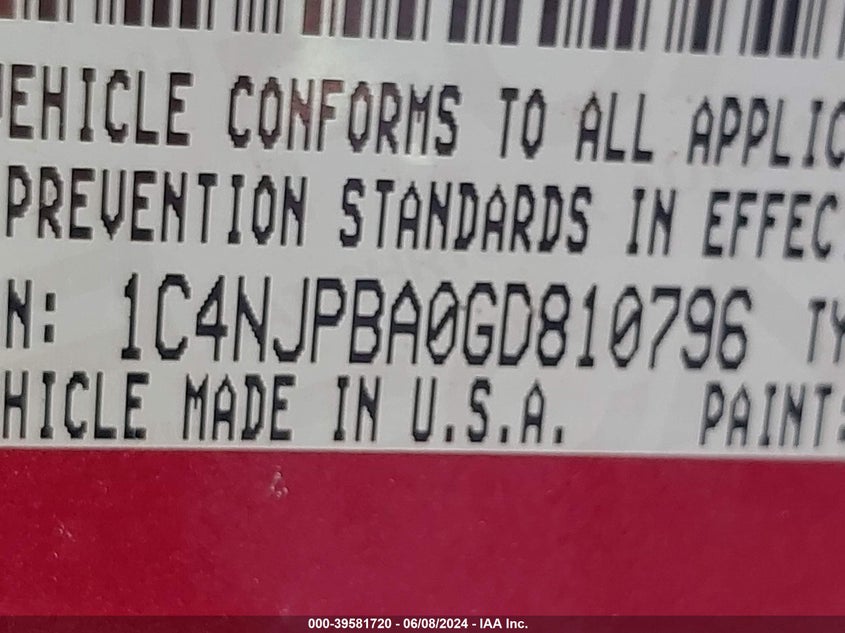 VEHICLE CONFORMS TO ALL APPLIC
PREVENTION STANDARDS IN EFFEC
N: 1C4NJPBA0GD810796 TY
HICLE MADE IN U.S.A. PAINT:
000-39581720 - 06/08/2024 - IAA Inc.